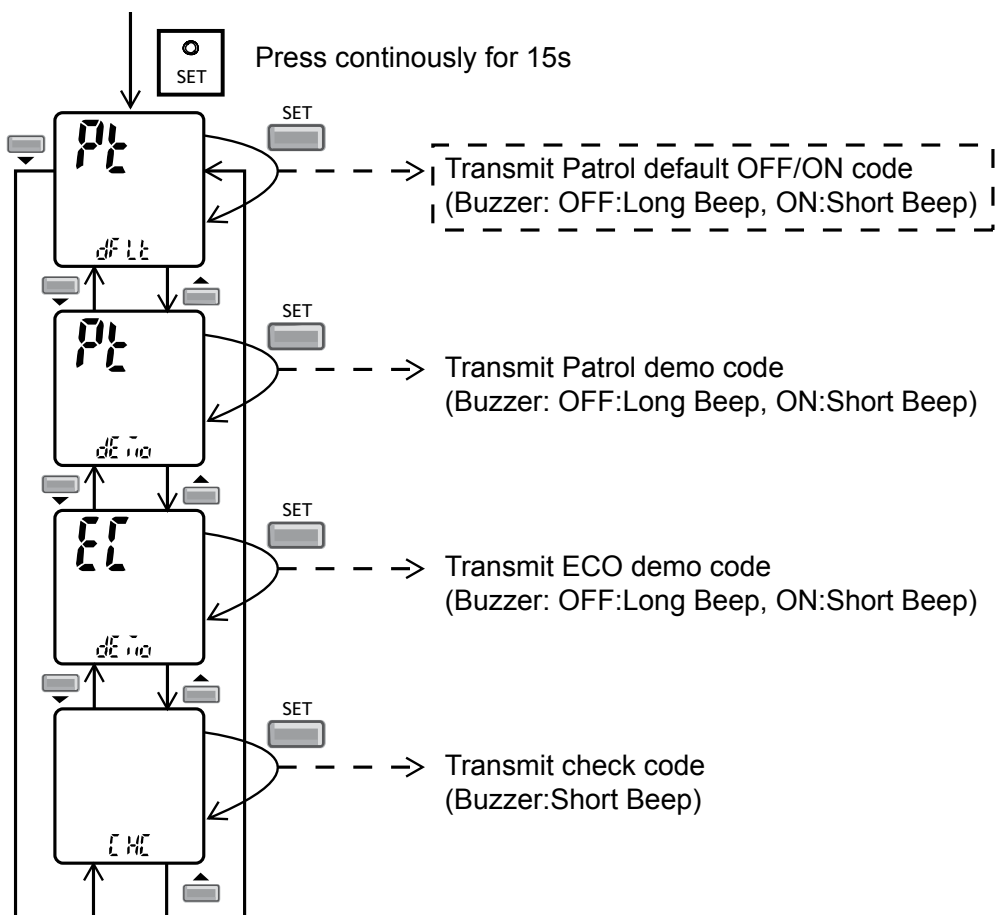 SET
Press continously for 15s
Pt
dFLt
SET
Transmit Patrol default OFF/ON code
(Buzzer: OFF:Long Beep, ON:Short Beep)
Pt
dEmo
SET
Transmit Patrol demo code
(Buzzer: OFF:Long Beep, ON:Short Beep)
EC
dEmo
SET
Transmit ECO demo code
(Buzzer: OFF:Long Beep, ON:Short Beep)
CHC
SET
Transmit check code
(Buzzer:Short Beep)